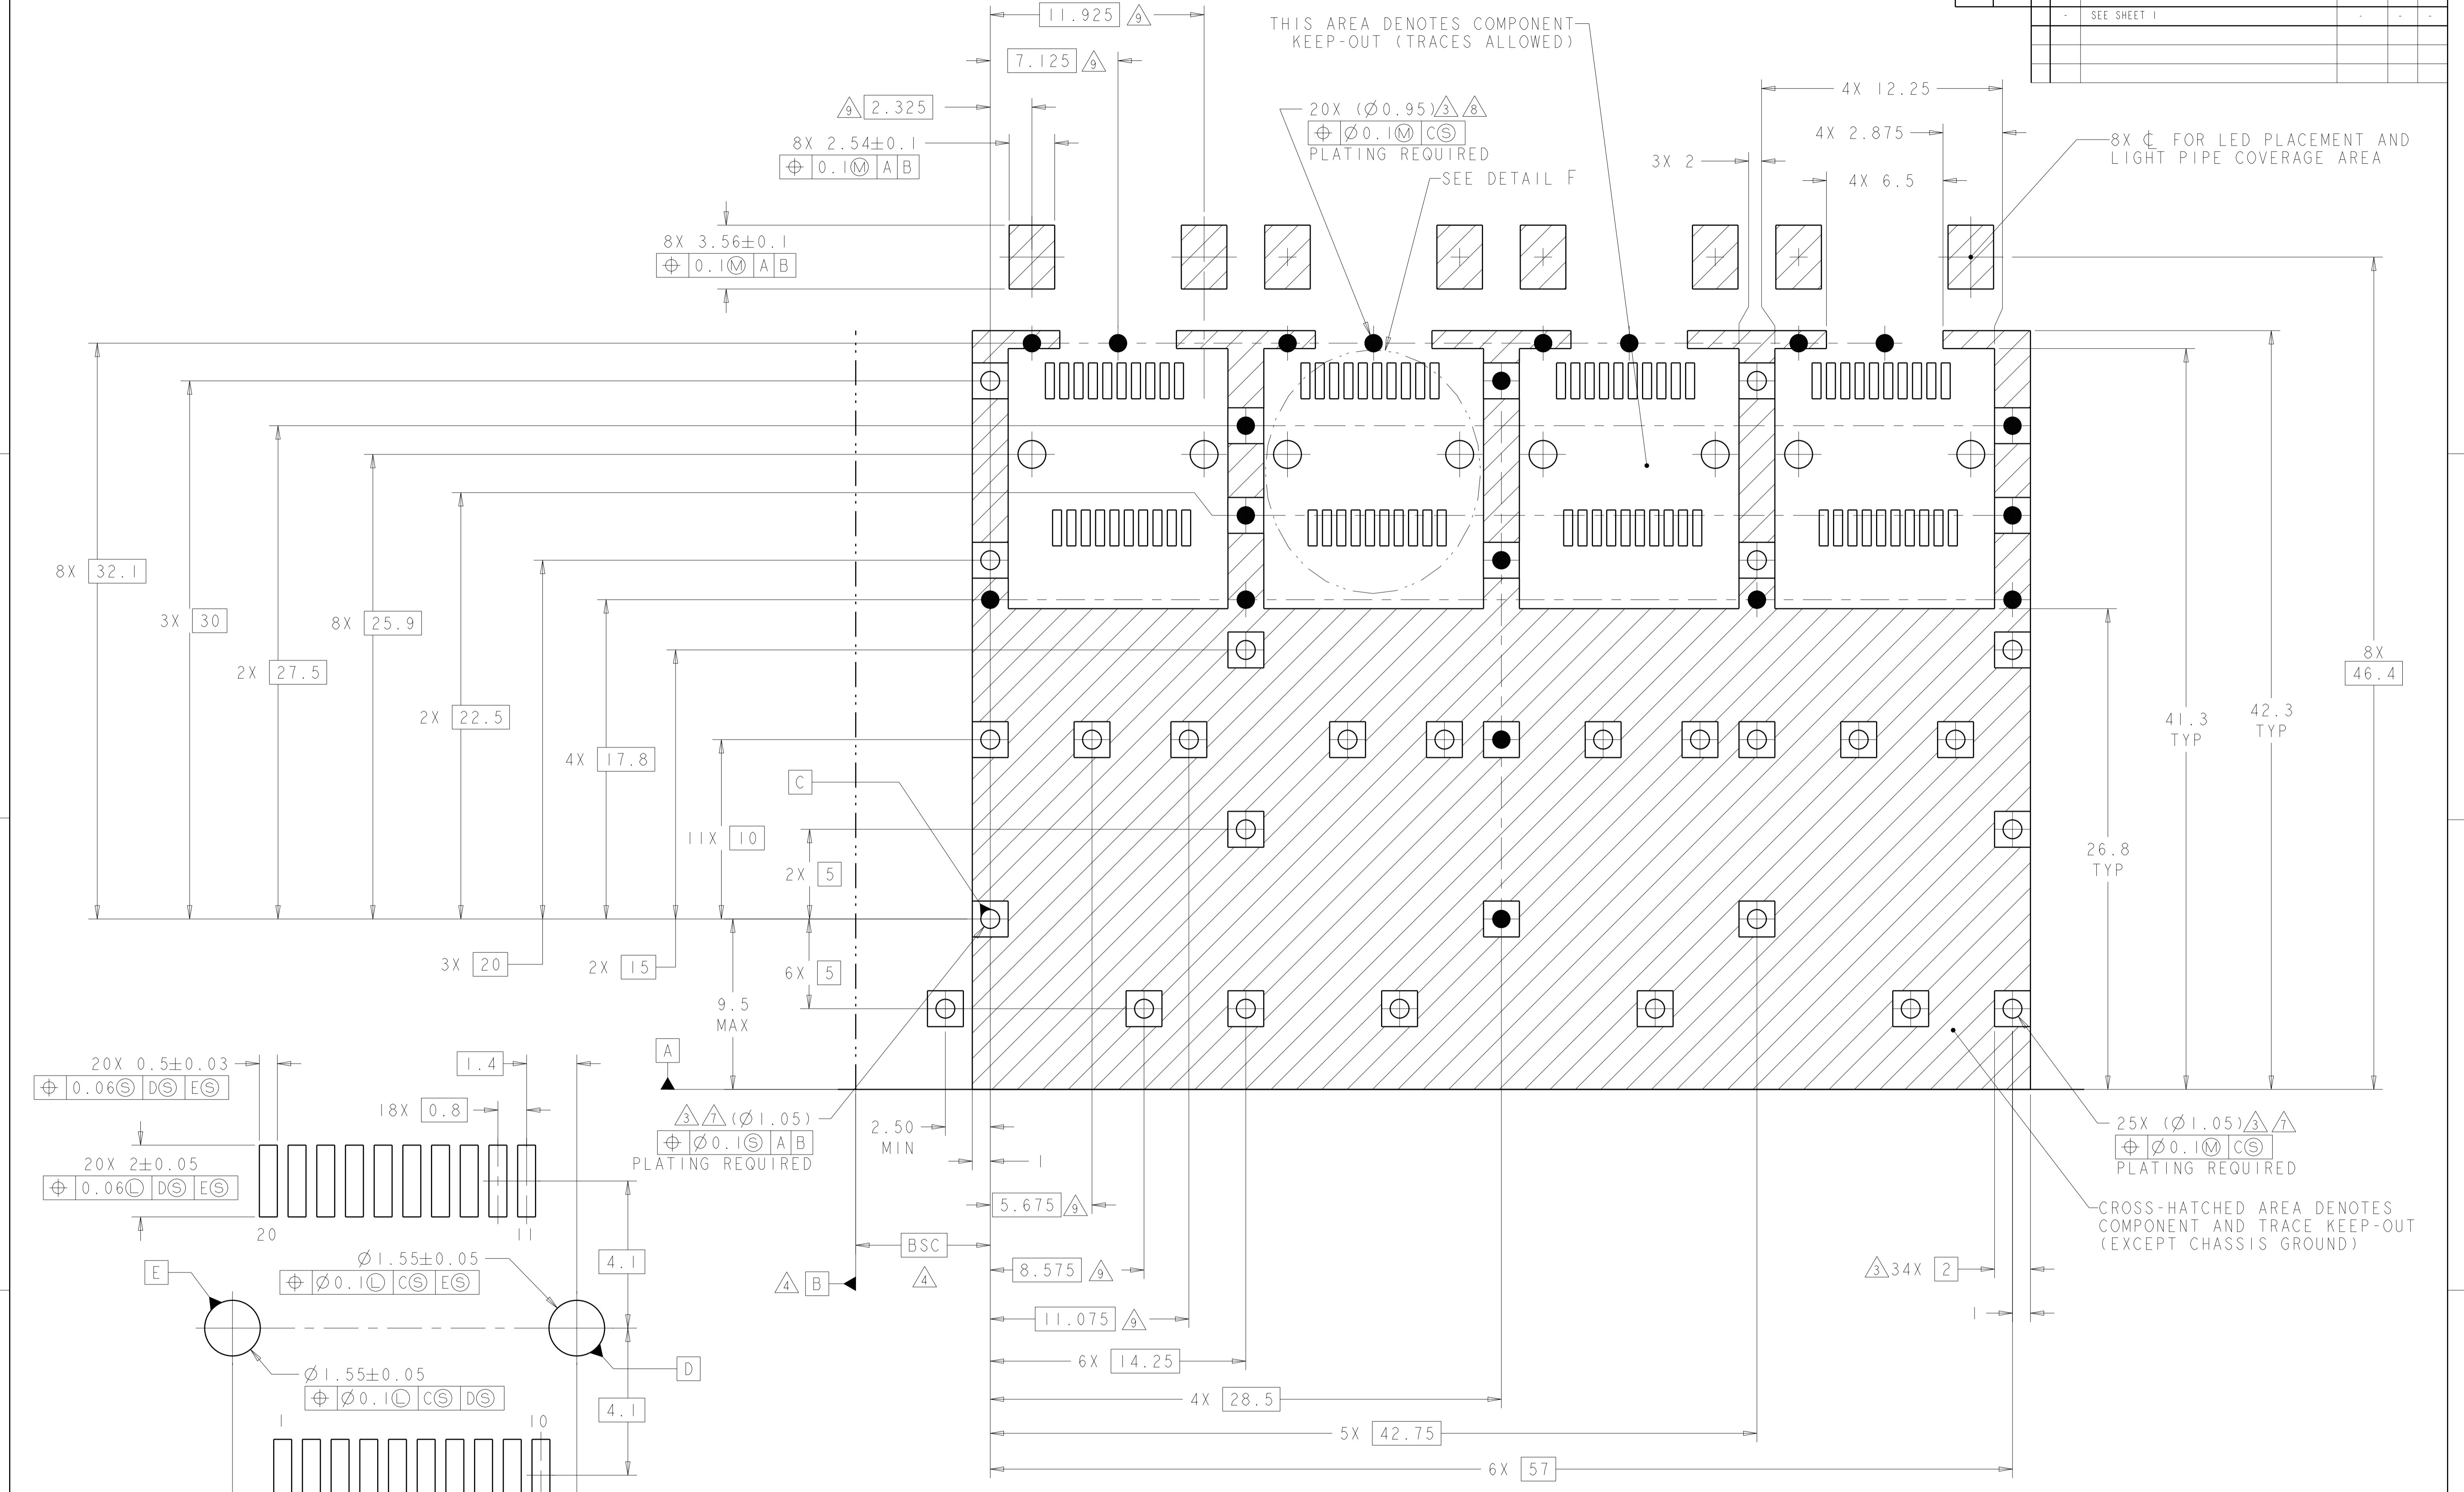 - SEE SHEET 1 - - -
11.925 9
7.125 9
9 2.325
8X 2.54±0.1
⌖ 0.1Ⓜ A B
8X 3.56±0.1
⌖ 0.1Ⓜ A B
THIS AREA DENOTES COMPONENT
KEEP-OUT (TRACES ALLOWED)
20X (Ø0.95) 3 8
⌖ Ø0.1Ⓜ CⓈ
PLATING REQUIRED
SEE DETAIL F
4X 12.25
4X 2.875
3X 2
4X 6.5
8X ℄ FOR LED PLACEMENT AND
LIGHT PIPE COVERAGE AREA
8X 32.1
3X 30
2X 27.5
8X 25.9
2X 22.5
4X 17.8
3X 20
2X 15
11X 10
2X 5
6X 5
C
9.5
MAX
A
8X
46.4
42.3
TYP
41.3
TYP
26.8
TYP
3 7 (Ø1.05)
⌖ Ø0.1Ⓢ A B
PLATING REQUIRED
2.50
MIN
1
5.675 9
BSC
4
4 B
8.575 9
11.075 9
6X 14.25
4X 28.5
5X 42.75
6X 57
25X (Ø1.05) 3 7
⌖ Ø0.1Ⓜ CⓈ
PLATING REQUIRED
CROSS-HATCHED AREA DENOTES
COMPONENT AND TRACE KEEP-OUT
(EXCEPT CHASSIS GROUND)
3 34X 2
1
20X 0.5±0.03
⌖ 0.06Ⓢ DⓈ EⓈ
1.4
18X 0.8
20X 2±0.05
⌖ 0.06Ⓛ DⓈ EⓈ
20
11
Ø1.55±0.05
⌖ Ø0.1Ⓛ CⓈ EⓈ
E
4.1
D
Ø1.55±0.05
⌖ Ø0.1Ⓛ CⓈ DⓈ
4.1
1
10